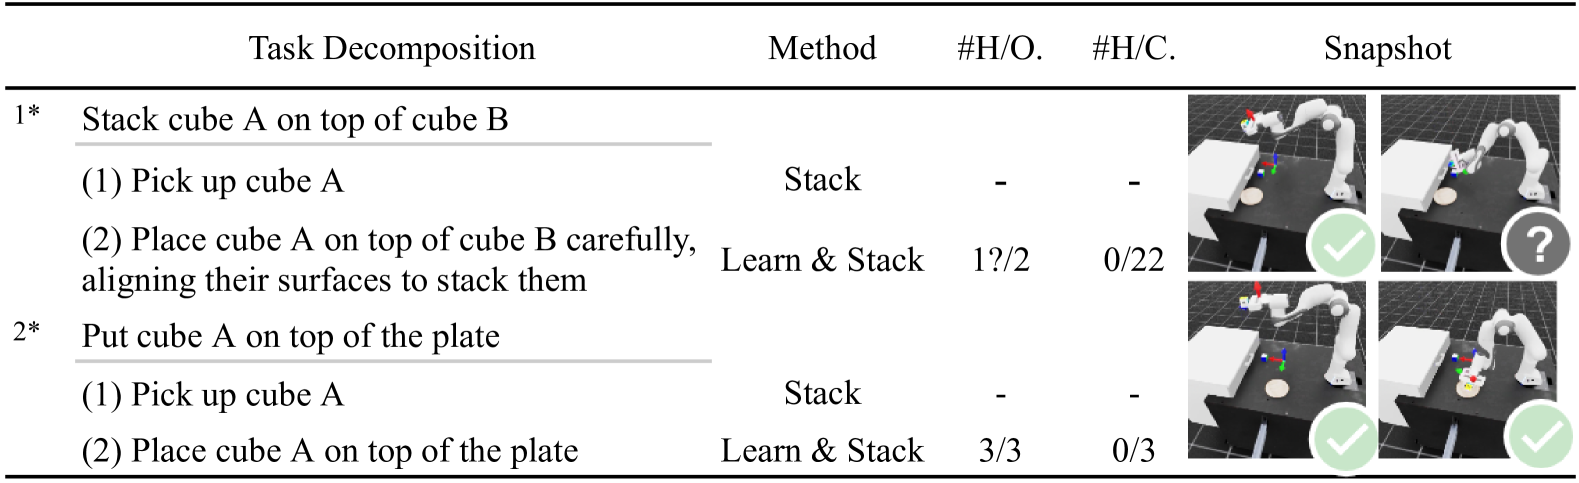 Task Decomposition Method #H/O. #H/C. Snapshot
1* Stack cube A on top of cube B
(1) Pick up cube A Stack - -
(2) Place cube A on top of cube B carefully,
aligning their surfaces to stack them Learn & Stack 1?/2 0/22
?
2* Put cube A on top of the plate
(1) Pick up cube A Stack - -
(2) Place cube A on top of the plate Learn & Stack 3/3 0/3